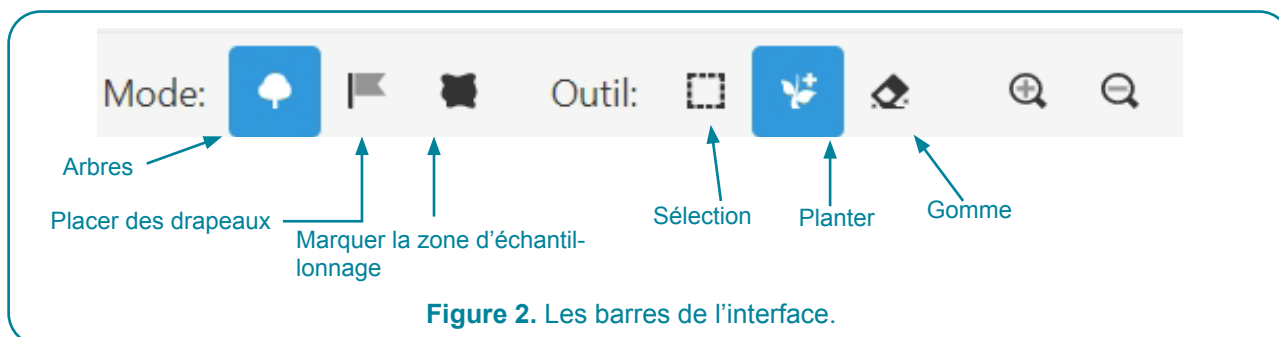 Mode:
Outil:
Arbres
Placer des drapeaux
Marquer la zone d’échantil-
lonnage
Sélection
Planter
Gomme
Figure 2. Les barres de l’interface.